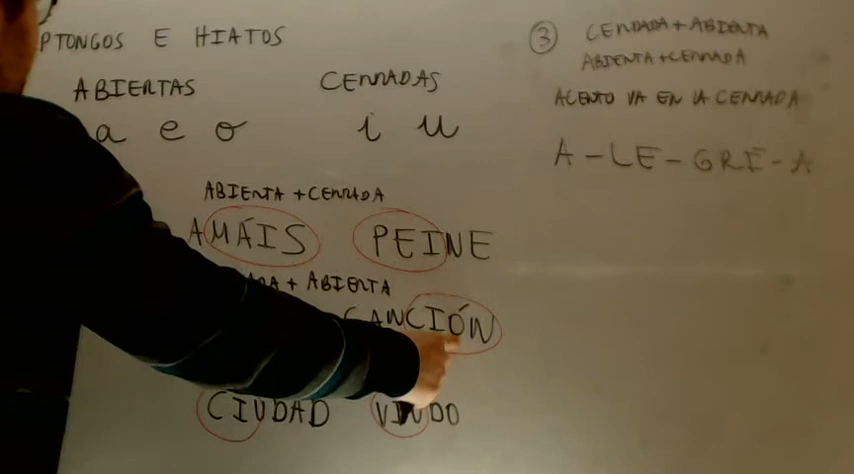 PTONGOS E HIATOS
ABIERTAS CERRADAS
a e o i u
ABIERTA + CERRADA
AMÁIS PEINE
+ ABIERTA
CANCIÓN
CIUDAD VIUDO
③ CERRADA + ABIERTA
ABIERTA + CERRADA
ACENTO VA EN LA CERRADA
A - LE - GRÍ - A